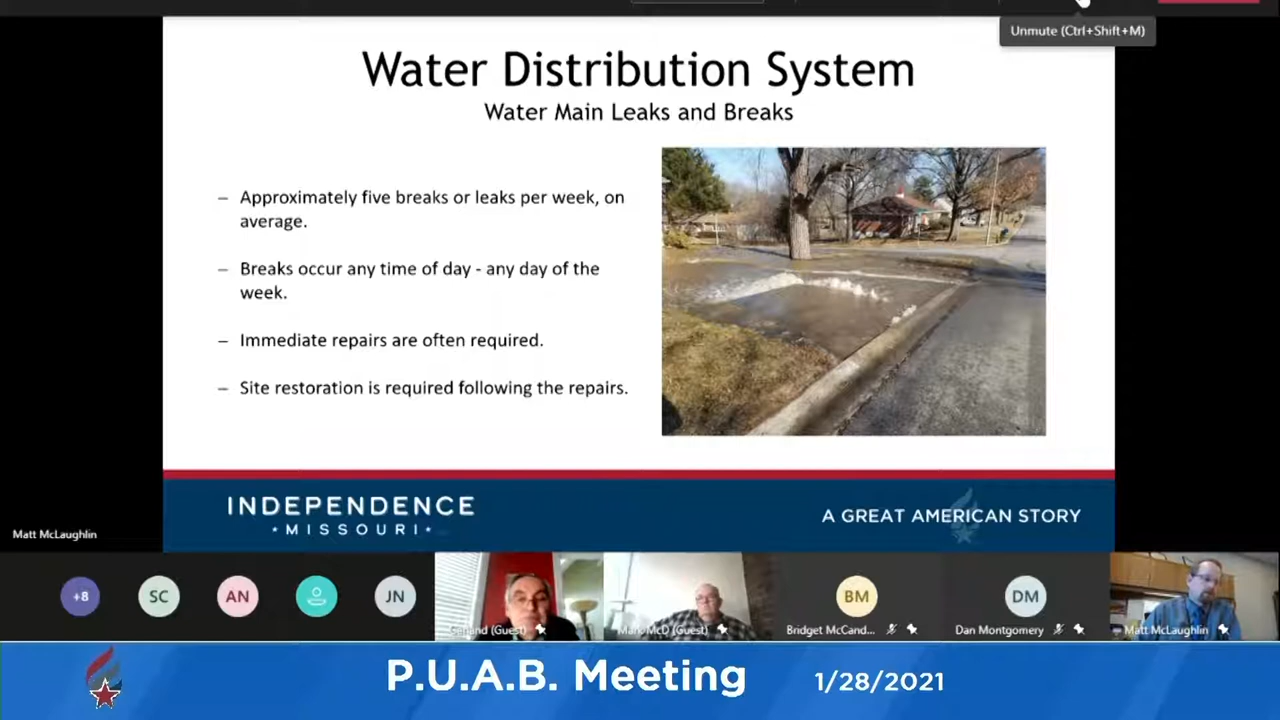 Unmute (Ctrl+Shift+M)
Water Distribution System
Water Main Leaks and Breaks
– Approximately five breaks or leaks per week, on
average.
– Breaks occur any time of day - any day of the
week.
– Immediate repairs are often required.
– Site restoration is required following the repairs.
INDEPENDENCE
• MISSOURI •
A GREAT AMERICAN STORY
Matt McLaughlin
+8
SC
AN
JN
(Guest)
McD (Guest)
BM
Bridget McCand...
DM
Dan Montgomery
Matt McLaughlin
P.U.A.B. Meeting
1/28/2021